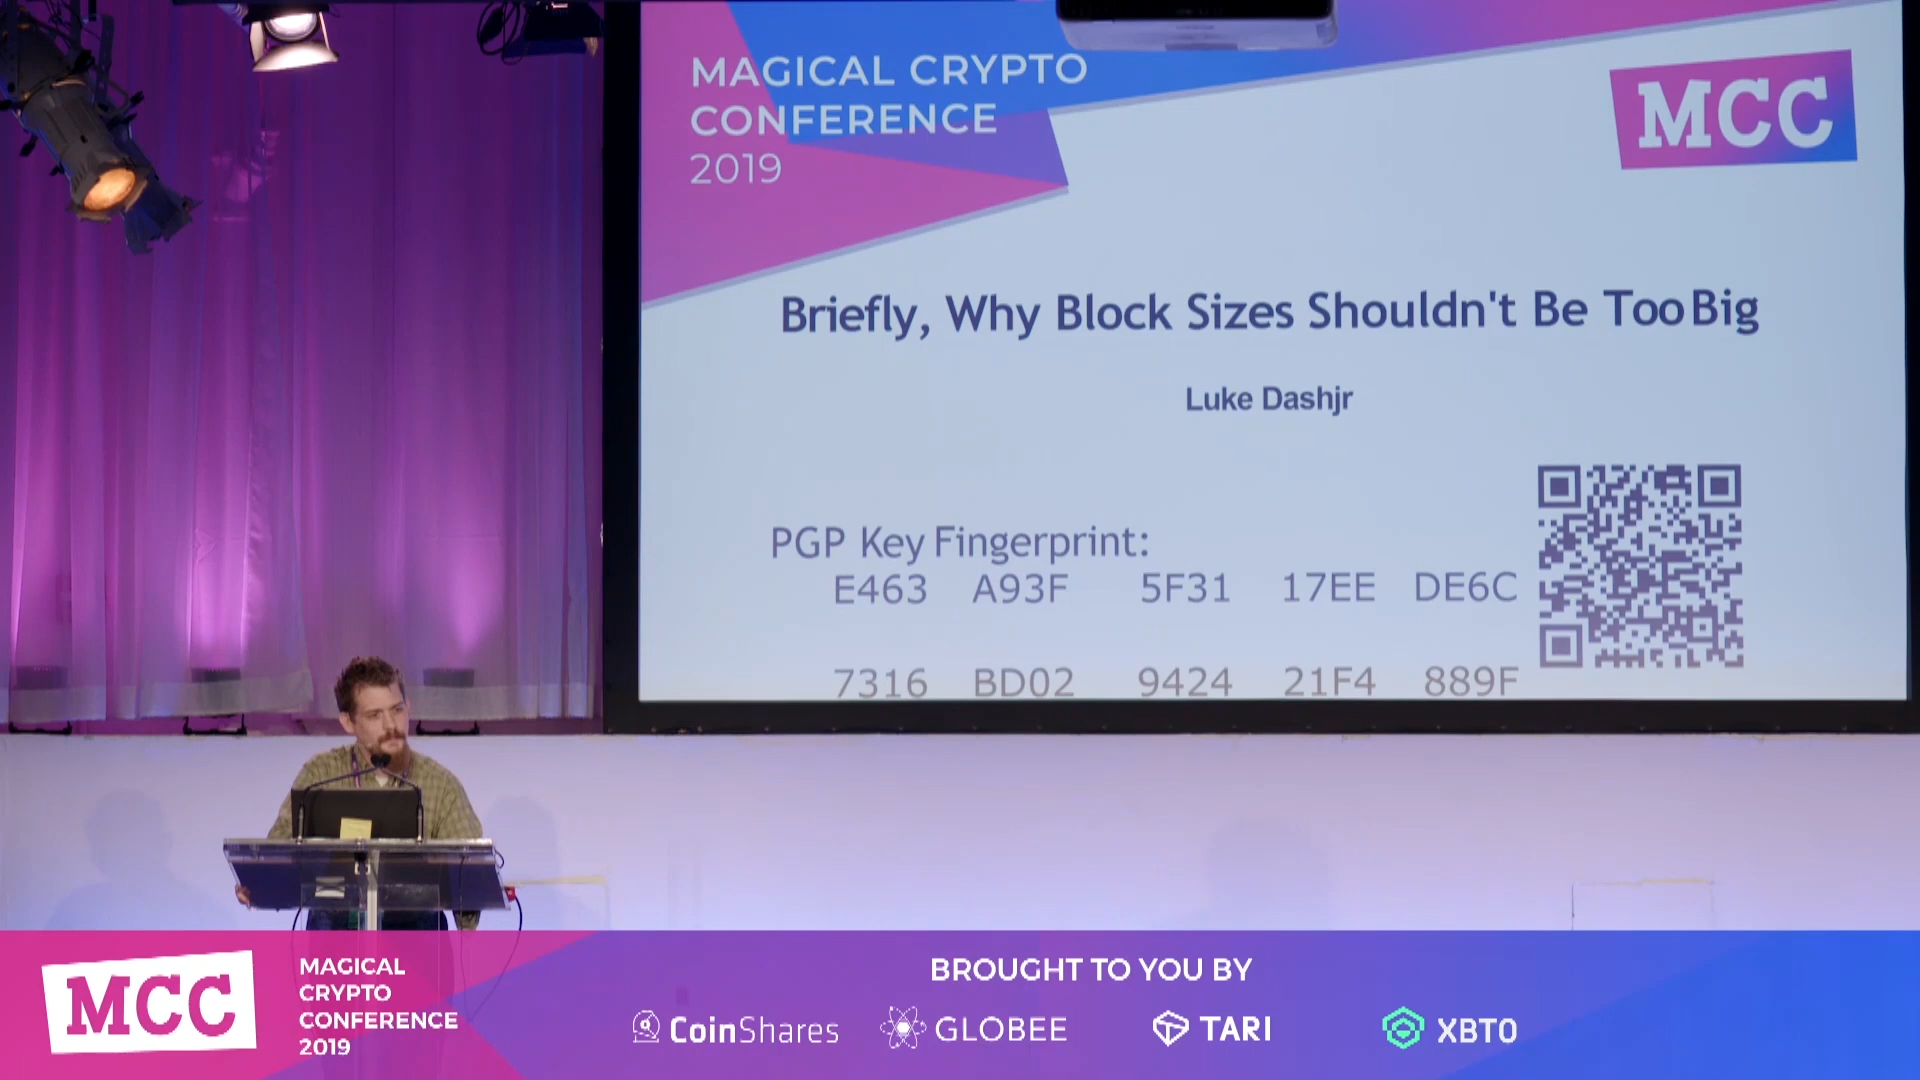 MAGICAL CRYPTO
CONFERENCE
2019
MCC
Briefly, Why Block Sizes Shouldn't Be Too Big
Luke Dashjr
PGP Key Fingerprint:
E463 A93F 5F31 17EE DE6C
7316 BD02 9424 21F4 889F
MCC
MAGICAL
CRYPTO
CONFERENCE
2019
BROUGHT TO YOU BY
CoinShares
GLOBEE
TARI
XBTO